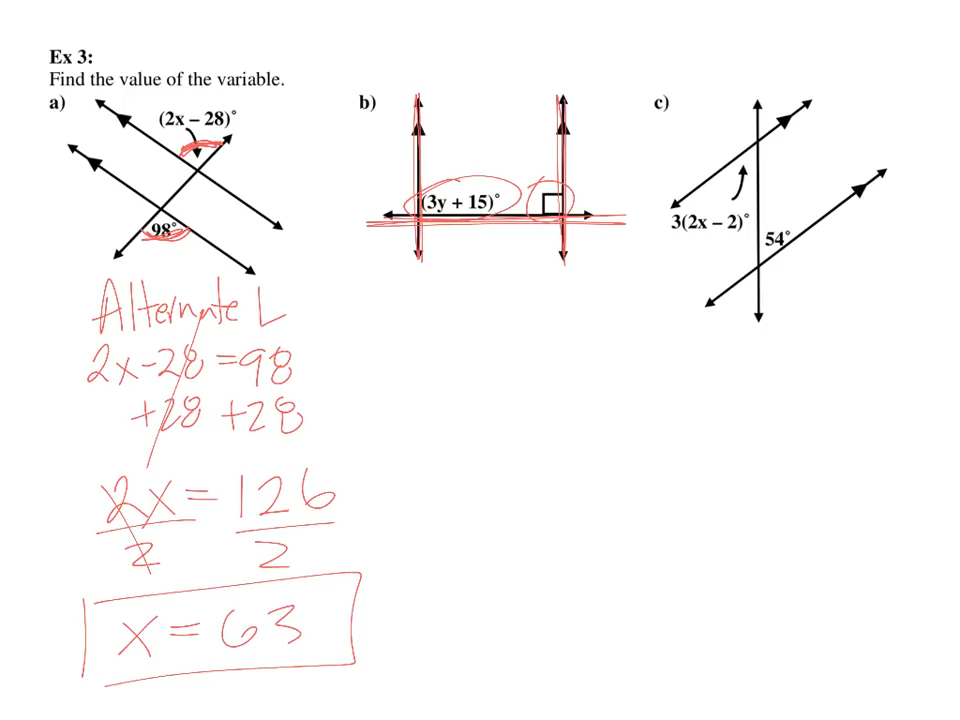 Ex 3:
Find the value of the variable.
a)
(2x – 28)°
98°
b)
(3y + 15)°
c)
3(2x – 2)°
54°
Alternate L
2x-28 = 98
+28 +28
2x = 126
2 2
x = 63